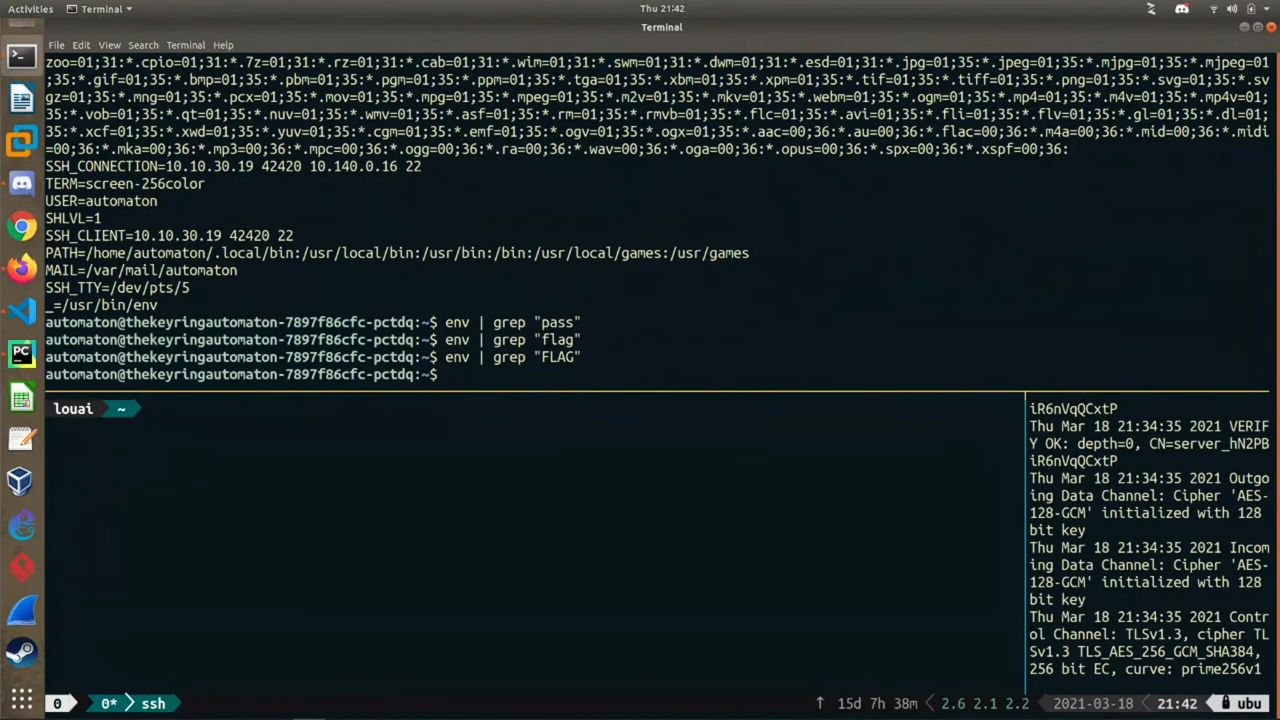 Activities
Terminal
Thu 21:42
Terminal
File Edit View Search Terminal Help
zoo=01;31:*.cpio=01;31:*.7z=01;31:*.rz=01;31:*.cab=01;31:*.wim=01;31:*.swm=01;31:*.dwm=01;31:*.esd=01;31:*.jpg=01;35:*.jpeg=01;35:*.mjpg=01;35:*.mjpeg=01
;35:*.gif=01;35:*.bmp=01;35:*.pbm=01;35:*.pgm=01;35:*.ppm=01;35:*.tga=01;35:*.xbm=01;35:*.xpm=01;35:*.tif=01;35:*.tiff=01;35:*.png=01;35:*.svg=01;35:*.sv
gz=01;35:*.mng=01;35:*.pcx=01;35:*.mov=01;35:*.mpg=01;35:*.mpeg=01;35:*.m2v=01;35:*.mkv=01;35:*.webm=01;35:*.ogm=01;35:*.mp4=01;35:*.m4v=01;35:*.mp4v=01;
35:*.vob=01;35:*.qt=01;35:*.nuv=01;35:*.wmv=01;35:*.asf=01;35:*.rm=01;35:*.rmvb=01;35:*.flc=01;35:*.avi=01;35:*.fli=01;35:*.flv=01;35:*.gl=01;35:*.dl=01;
35:*.xcf=01;35:*.xwd=01;35:*.yuv=01;35:*.cgm=01;35:*.emf=01;35:*.ogv=01;35:*.ogx=01;35:*.aac=00;36:*.au=00;36:*.flac=00;36:*.m4a=00;36:*.mid=00;36:*.midi
=00;36:*.mka=00;36:*.mp3=00;36:*.mpc=00;36:*.ogg=00;36:*.ra=00;36:*.wav=00;36:*.oga=00;36:*.opus=00;36:*.spx=00;36:*.xspf=00;36:
SSH_CONNECTION=10.10.30.19 42420 10.140.0.16 22
TERM=screen-256color
USER=automaton
SHLVL=1
SSH_CLIENT=10.10.30.19 42420 22
PATH=/home/automaton/.local/bin:/usr/local/bin:/usr/bin:/bin:/usr/local/games:/usr/games
MAIL=/var/mail/automaton
SSH_TTY=/dev/pts/5
_=/usr/bin/env
automaton@thekeyringautomaton-7897f86cfc-pctdq:~$ env | grep "pass"
automaton@thekeyringautomaton-7897f86cfc-pctdq:~$ env | grep "flag"
automaton@thekeyringautomaton-7897f86cfc-pctdq:~$ env | grep "FLAG"
automaton@thekeyringautomaton-7897f86cfc-pctdq:~$
louai ~
iR6nVqQCxtP
Thu Mar 18 21:34:35 2021 VERIF
Y OK: depth=0, CN=server_hN2PB
iR6nVqQCxtP
Thu Mar 18 21:34:35 2021 Outgo
ing Data Channel: Cipher 'AES-
128-GCM' initialized with 128
bit key
Thu Mar 18 21:34:35 2021 Incom
ing Data Channel: Cipher 'AES-
128-GCM' initialized with 128
bit key
Thu Mar 18 21:34:35 2021 Contr
ol Channel: TLSv1.3, cipher TL
Sv1.3 TLS_AES_256_GCM_SHA384,
256 bit EC, curve: prime256v1
PC
0 0* ssh ↑ 15d 7h 38m 2.6 2.1 2.2 2021-03-18 21:42 ubu